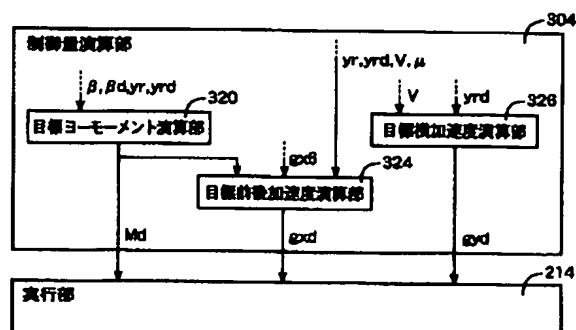 304
制御量演算部
yr,yrd,V,μ
β,βd,yr,yrd
320
V
yrd
326
目標ヨーモーメント演算部
目標横加速度演算部
gx6
324
目標前後加速度演算部
Md
gxd
gyd
214
実行部